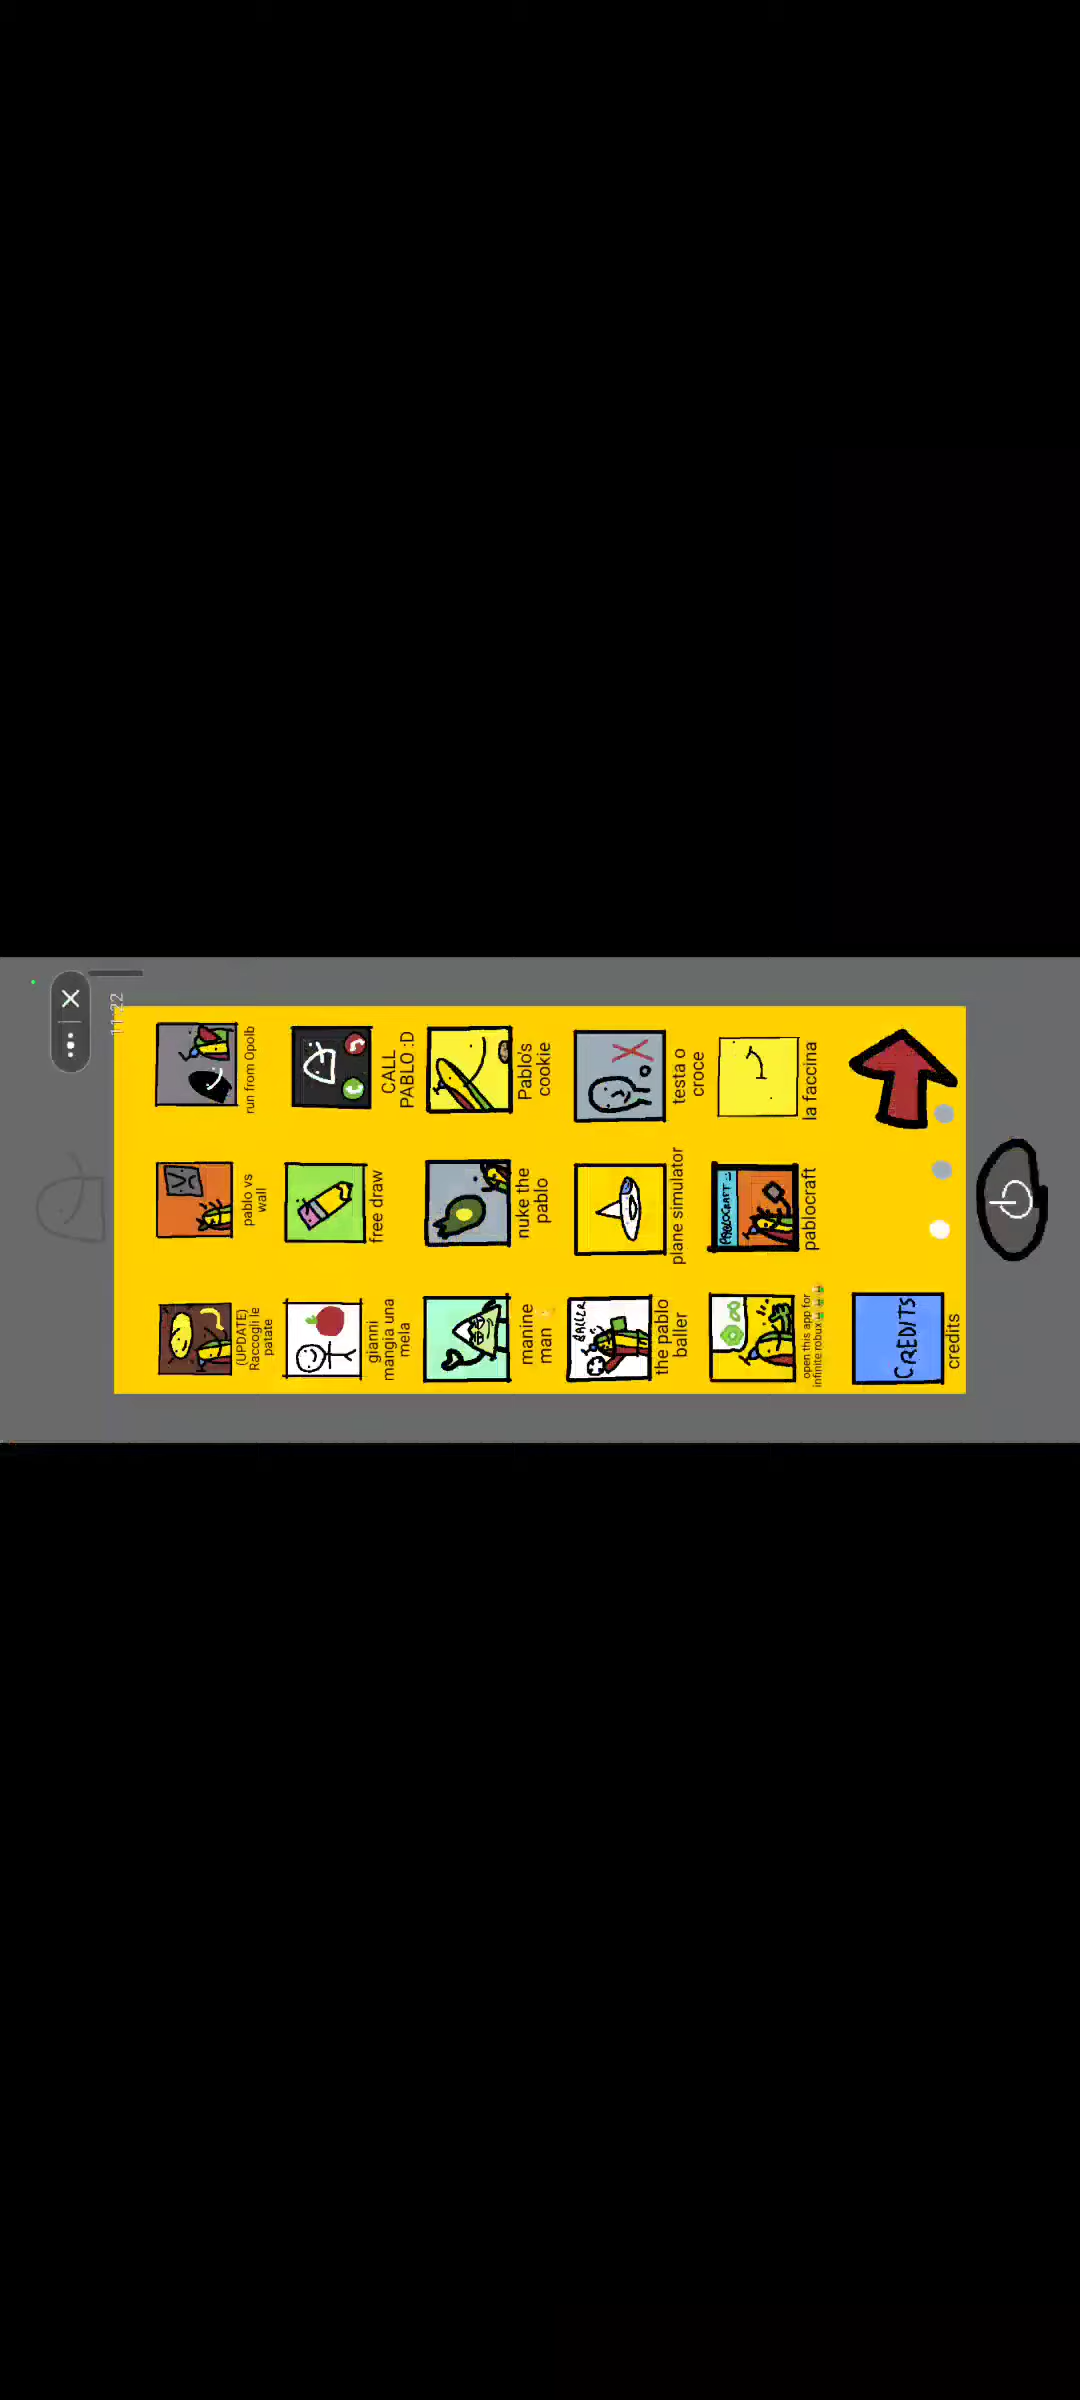 11:22
(UPDATE)
Raccogli le
patate
pablo vs
wall
run from Opolb
gianni
mangia una
mela
free draw
CALL
PABLO :D
manine
man
nuke the
pablo
Pablo's
cookie
BALLER
the pablo
baller
plane simulator
testa o
croce
open this app for
infinite robux
PABLOCRAFT :)
pablocraft
la faccina
CREDITS
credits